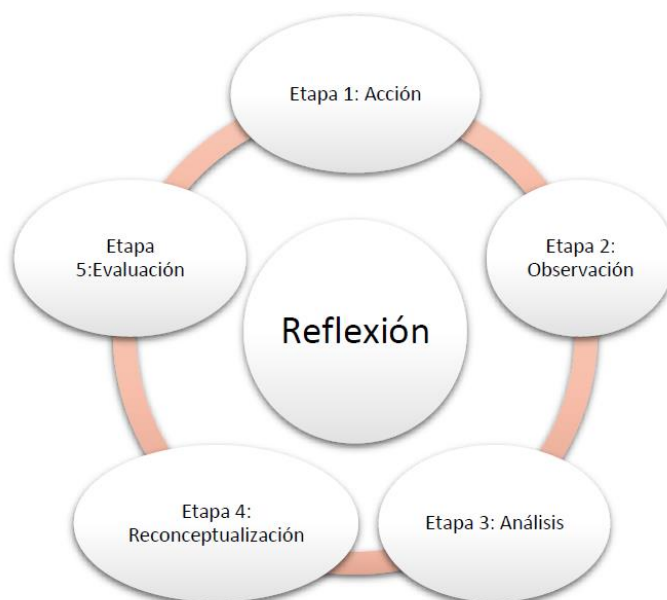 Etapa 1: Acción
Etapa 2:
Observación
Etapa 3: Análisis
Etapa 4:
Reconceptualización
Etapa
5:Evaluación
Reflexión